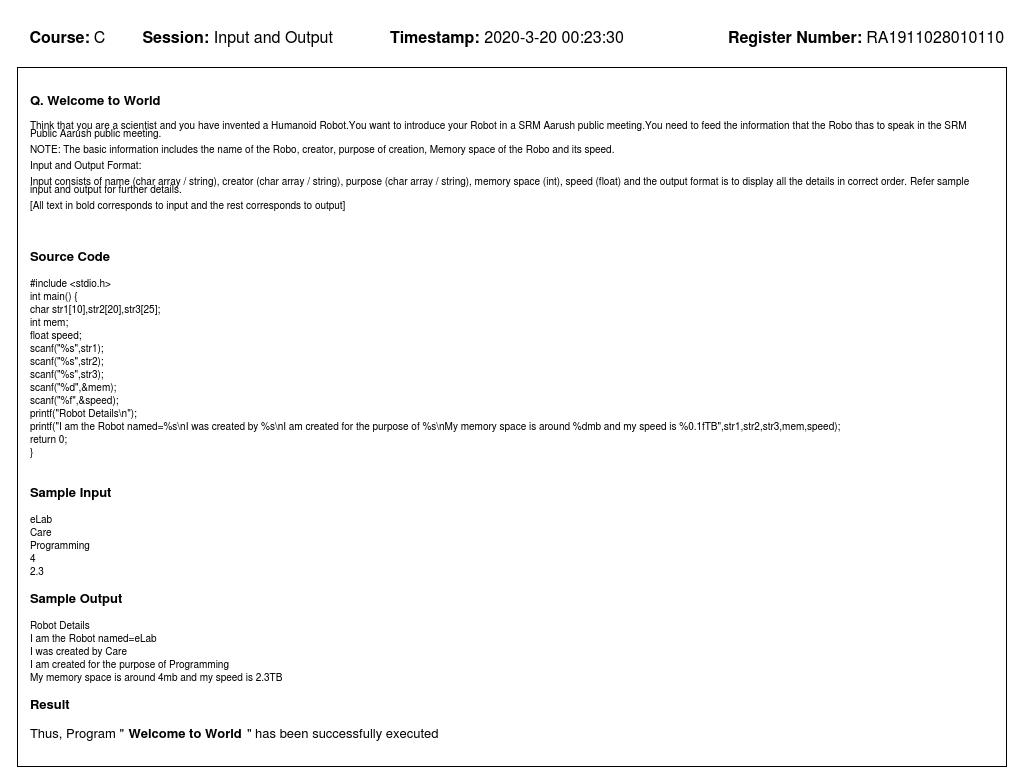 Course: C Session: Input and Output Timestamp: 2020-3-20 00:23:30 Register Number: RA1911028010110
Q. Welcome to World
Think that you are a scientist and you have invented a Humanoid Robot.You want to introduce your Robot in a SRM Aarush public meeting.You need to feed the information that the Robo thas to speak in the SRM
Public Aarush public meeting.
NOTE: The basic information includes the name of the Robo, creator, purpose of creation, Memory space of the Robo and its speed.
Input and Output Format:
Input consists of name (char array / string), creator (char array / string), purpose (char array / string), memory space (int), speed (float) and the output format is to display all the details in correct order. Refer sample
input and output for further details.
[All text in bold corresponds to input and the rest corresponds to output]
Source Code
#include <stdio.h>
int main() {
char str1[10],str2[20],str3[25];
int mem;
float speed;
scanf("%s",str1);
scanf("%s",str2);
scanf("%s",str3);
scanf("%d",&mem);
scanf("%f",&speed);
printf("Robot Details\n");
printf("I am the Robot named=%s\nI was created by %s\nI am created for the purpose of %s\nMy memory space is around %dmb and my speed is %0.1fTB",str1,str2,str3,mem,speed);
return 0;
}
Sample Input
eLab
Care
Programming
4
2.3
Sample Output
Robot Details
I am the Robot named=eLab
I was created by Care
I am created for the purpose of Programming
My memory space is around 4mb and my speed is 2.3TB
Result
Thus, Program " Welcome to World " has been successfully executed